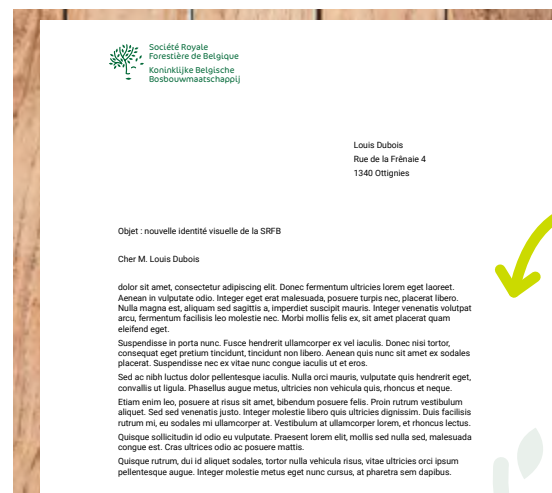 Société Royale
Forestière de Belgique
Koninklijke Belgische
Bosbouwmaatschappij
Louis Dubois
Rue de la Frênaie 4
1340 Ottignies
Objet : nouvelle identité visuelle de la SRFB
Cher M. Louis Dubois
dolor sit amet, consectetur adipiscing elit. Donec fermentum ultricies lorem eget laoreet.
Aenean in vulputate odio. Integer eget erat malesuada, posuere turpis nec, placerat libero.
Nulla magna est, aliquam sed sagittis a, imperdiet suscipit mauris. Integer venenatis volutpat
arcu, fermentum facilisis leo molestie nec. Morbi mollis felis ex, sit amet placerat quam
eleifend eget.
Suspendisse in porta nunc. Fusce hendrerit ullamcorper ex vel iaculis. Donec nisi tortor,
consequat eget pretium tincidunt, tincidunt non libero. Aenean quis nunc sit amet ex sodales
placerat. Suspendisse nec ex vitae nunc congue iaculis ut et eros.
Sed ac nibh luctus dolor pellentesque iaculis. Nulla orci mauris, vulputate quis hendrerit eget,
convallis ut ligula. Phasellus augue metus, ultricies non vehicula quis, rhoncus et neque.
Etiam enim leo, posuere at risus sit amet, bibendum posuere felis. Proin rutrum vestibulum
aliquet. Sed sed venenatis justo. Integer molestie libero quis ultricies dignissim. Duis facilisis
rutrum mi, eu sodales mi ullamcorper at. Vestibulum at ullamcorper lorem, et rhoncus lectus.
Quisque sollicitudin id odio eu vulputate. Praesent lorem elit, mollis sed nulla sed, malesuada
congue est. Cras ultrices odio ac posuere mattis.
Quisque rutrum, dui id aliquet sodales, tortor nulla vehicula risus, vitae ultricies orci ipsum
pellentesque augue. Integer molestie metus eget nunc cursus, at pharetra sem dapibus.